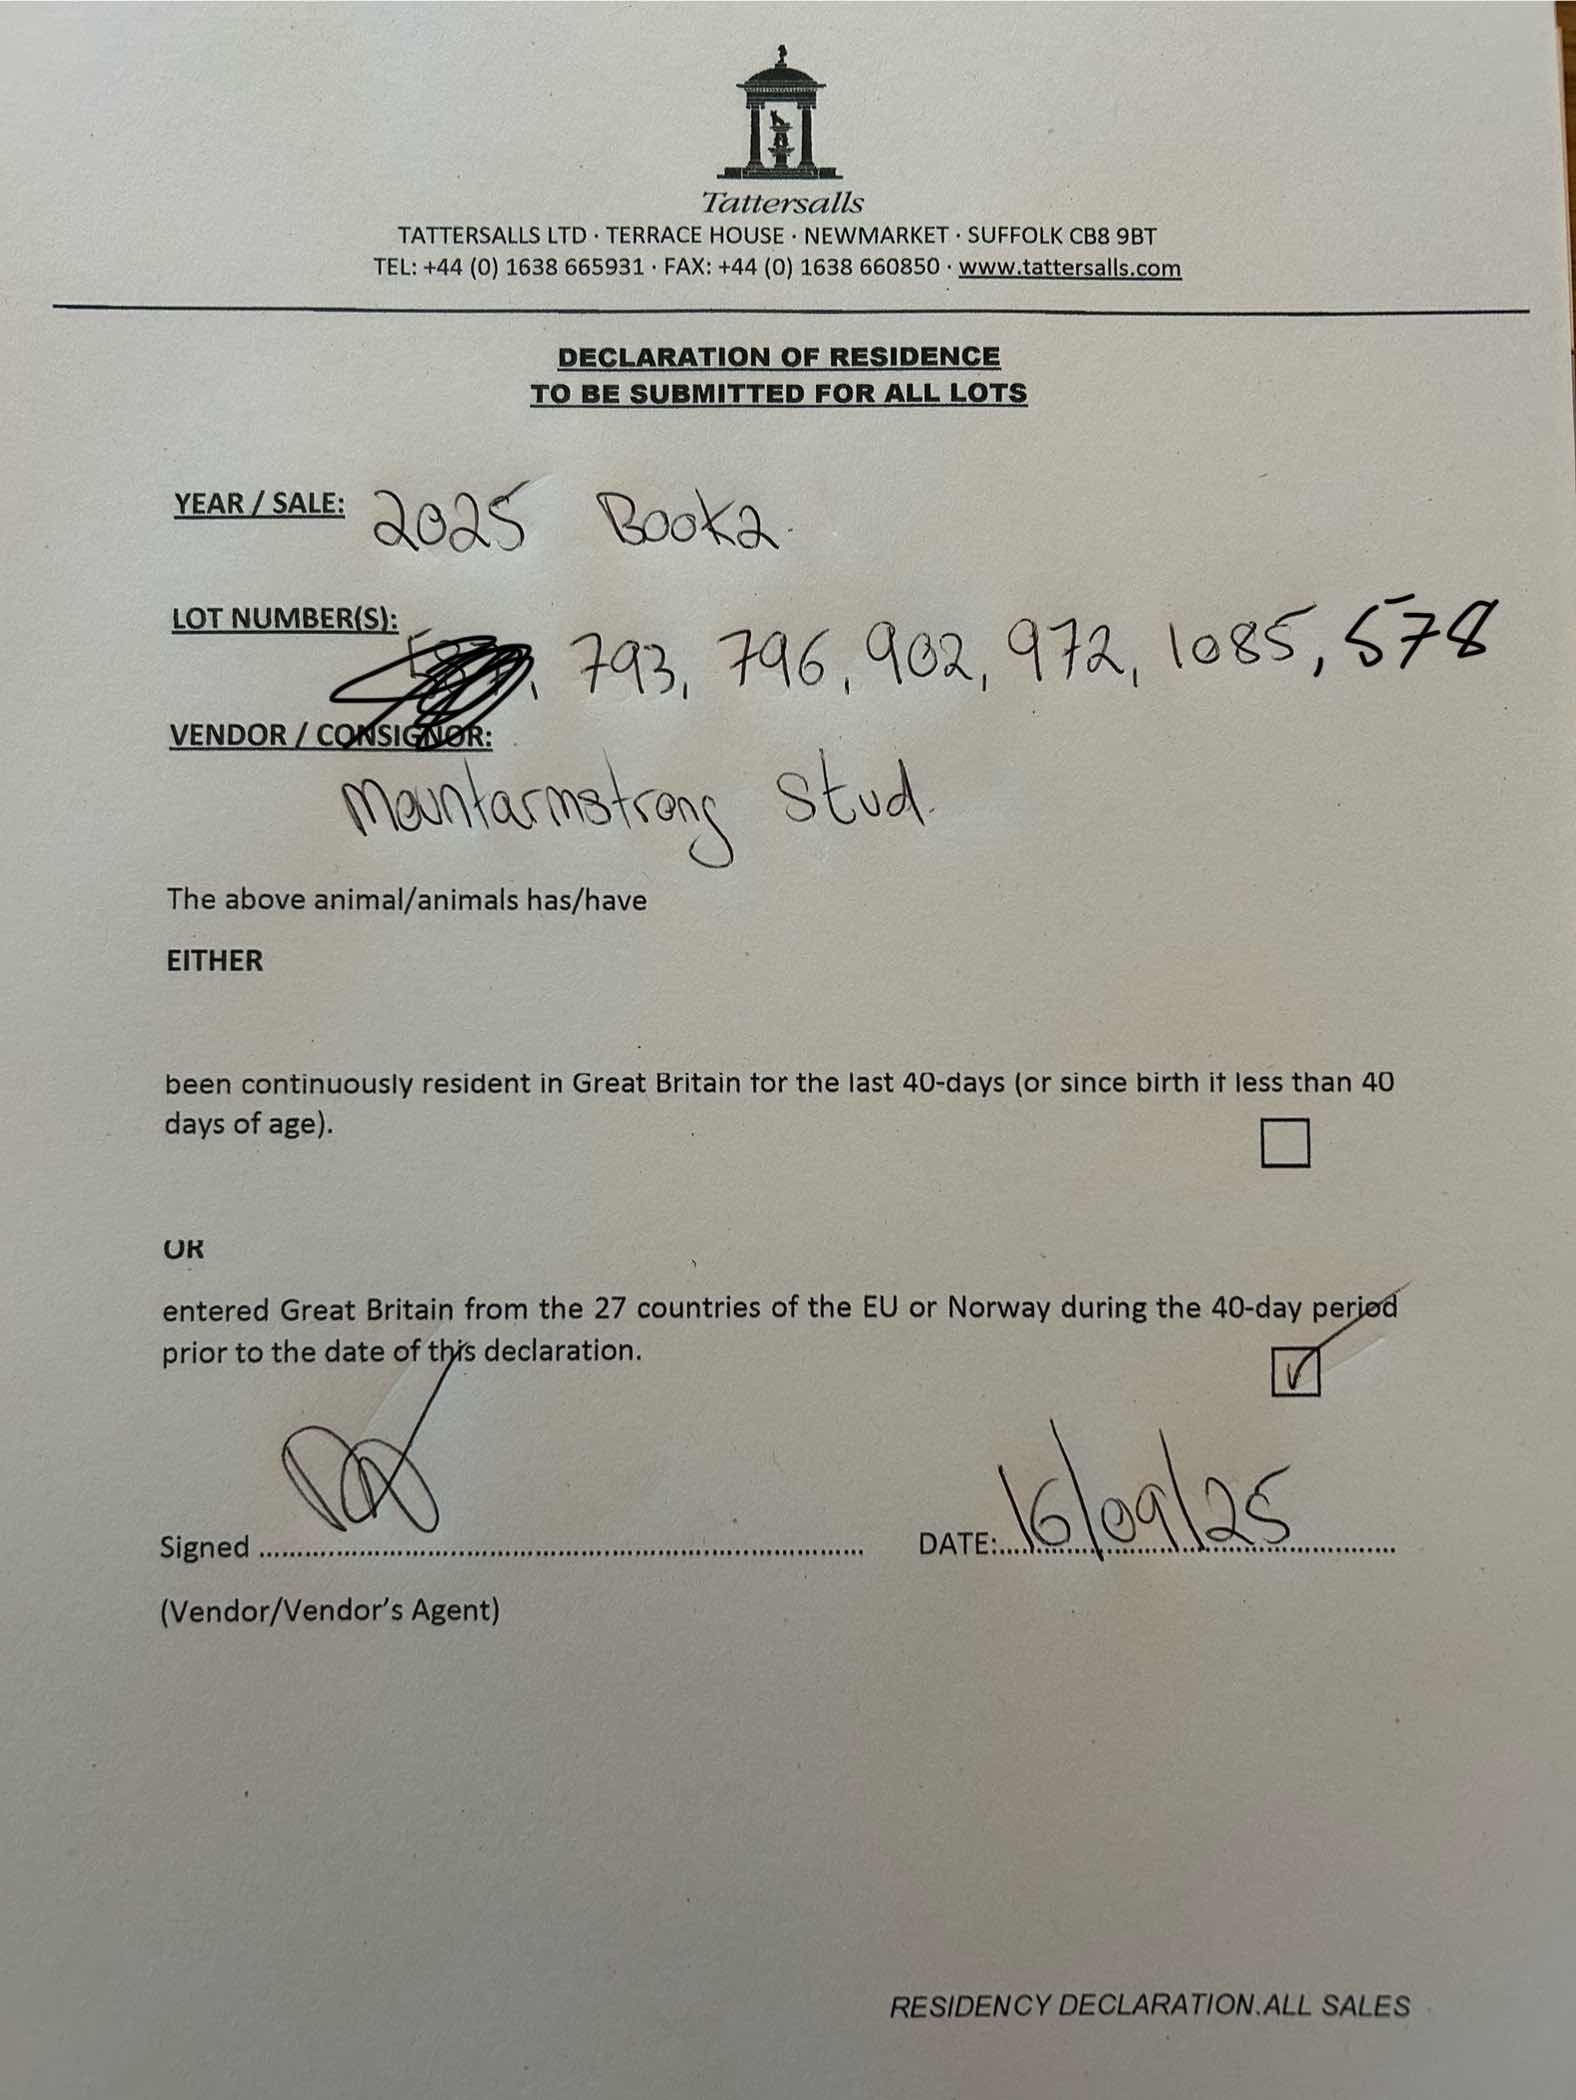 Tattersalls
TATTERSALLS LTD · TERRACE HOUSE · NEWMARKET · SUFFOLK CB8 9BT
TEL: +44 (0) 1638 665931 · FAX: +44 (0) 1638 660850 · www.tattersalls.com
DECLARATION OF RESIDENCE
TO BE SUBMITTED FOR ALL LOTS
YEAR / SALE: 2025 Book2.
LOT NUMBER(S):
, 793, 796, 902, 972, 1085, 578
VENDOR / CONSIGNOR:
Mountarmstrong Stud.
The above animal/animals has/have
EITHER
been continuously resident in Great Britain for the last 40-days (or since birth if less than 40
days of age).
OR
entered Great Britain from the 27 countries of the EU or Norway during the 40-day period
prior to the date of this declaration.
Signed ........................................ DATE: 16/09/25
(Vendor/Vendor's Agent)
RESIDENCY DECLARATION.ALL SALES